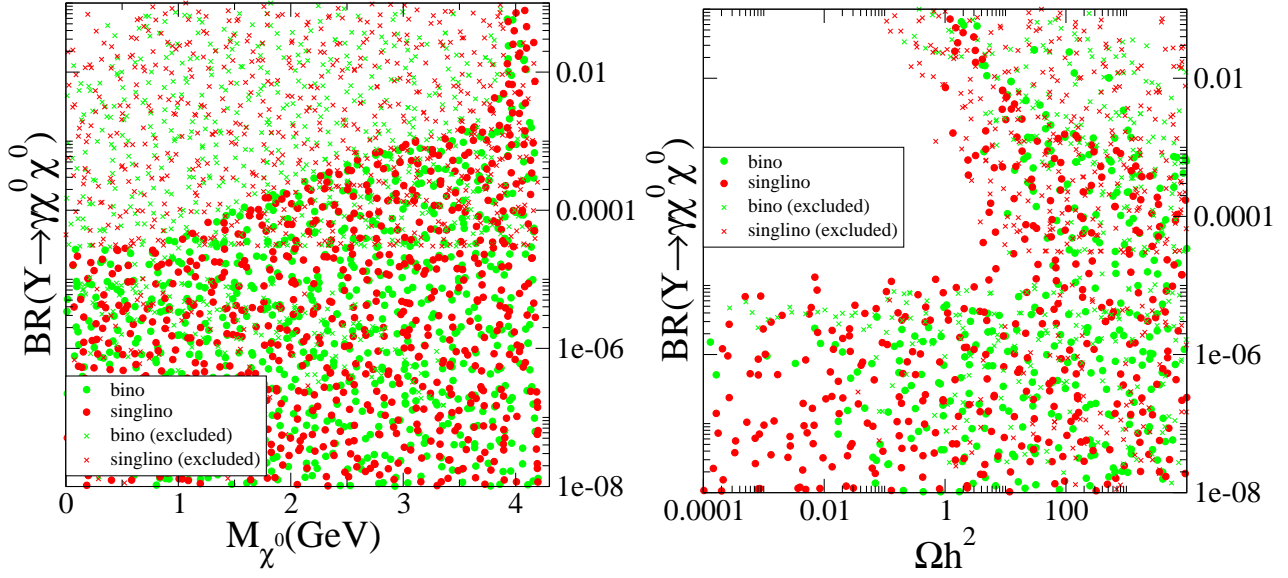 BR(Υ→γχ⁰χ⁰)
0.01
0.0001
1e-06
1e-08
bino
singlino
bino (excluded)
singlino (excluded)
0 1 2 3 4
M_χ⁰(GeV)
BR(Υ→γχ⁰χ⁰)
0.01
0.0001
1e-06
1e-08
bino
singlino
bino (excluded)
singlino (excluded)
0.0001 0.01 1 100
Ωh²